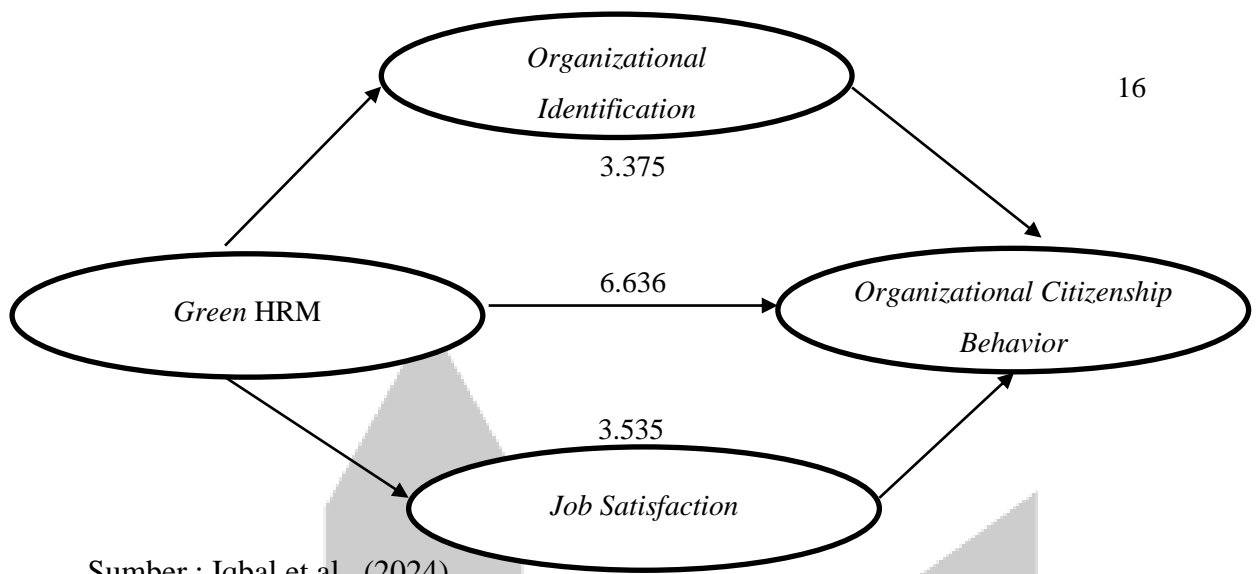 Organizational
Identification
16
3.375
6.636
Green HRM
Organizational Citizenship
Behavior
3.535
Job Satisfaction
Sumber : Iqbal et al., (2024)